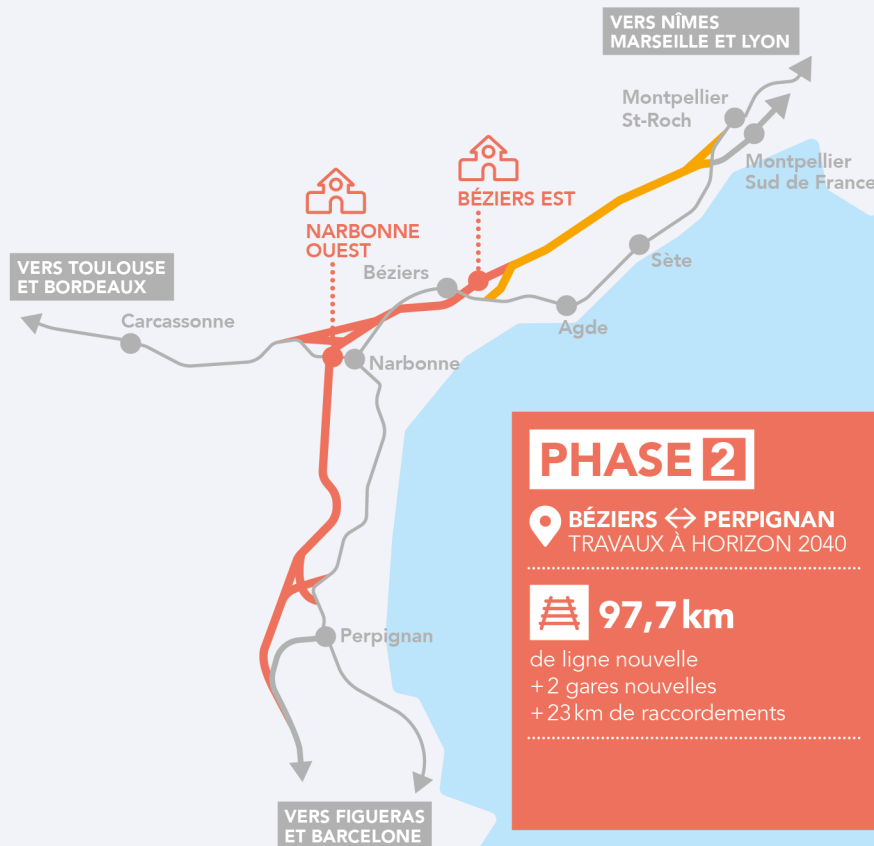 VERS NÎMES
MARSEILLE ET LYON
Montpellier
St-Roch
Montpellier
Sud de France
BÉZIERS EST
NARBONNE
OUEST
Béziers
Sète
VERS TOULOUSE
ET BORDEAUX
Agde
Carcassonne
Narbonne
PHASE 2
BÉZIERS ↔ PERPIGNAN
TRAVAUX À HORIZON 2040
97,7 km
de ligne nouvelle
+2 gares nouvelles
+23 km de raccordements
Perpignan
VERS FIGUERAS
ET BARCELONE